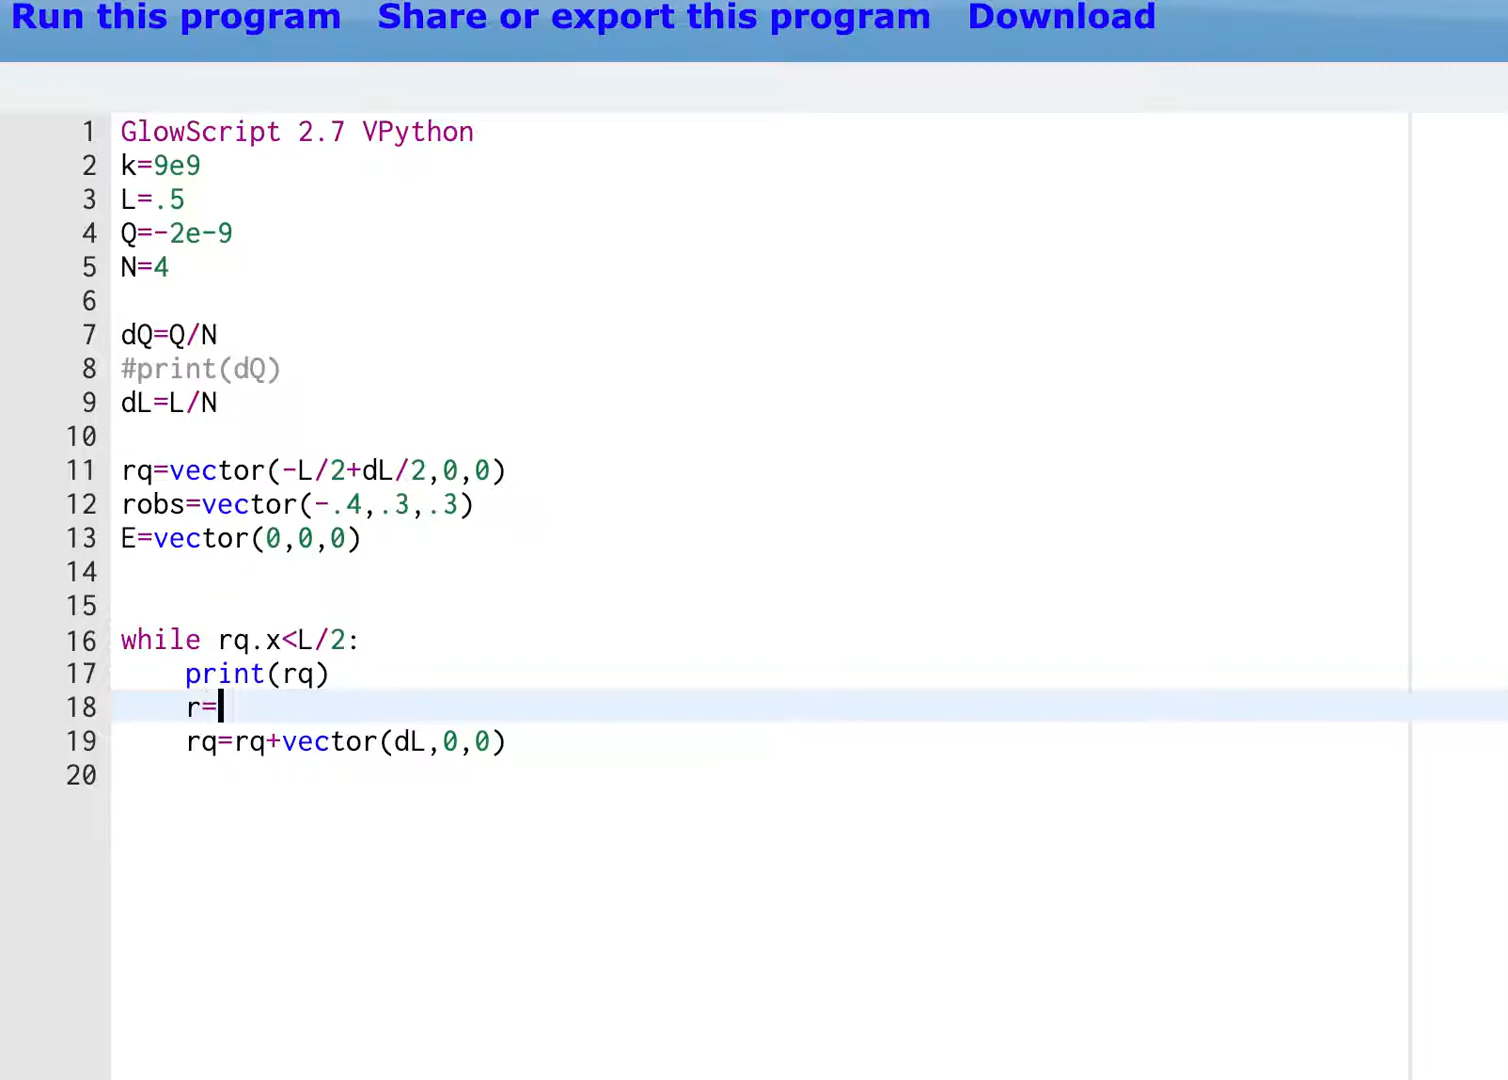 Run this program Share or export this program Download
1 GlowScript 2.7 VPython
2 k=9e9
3 L=.5
4 Q=-2e-9
5 N=4
6
7 dQ=Q/N
8 #print(dQ)
9 dL=L/N
10
11 rq=vector(-L/2+dL/2,0,0)
12 robs=vector(-.4,.3,.3)
13 E=vector(0,0,0)
14
15
16 while rq.x<L/2:
17     print(rq)
18     r=
19     rq=rq+vector(dL,0,0)
20